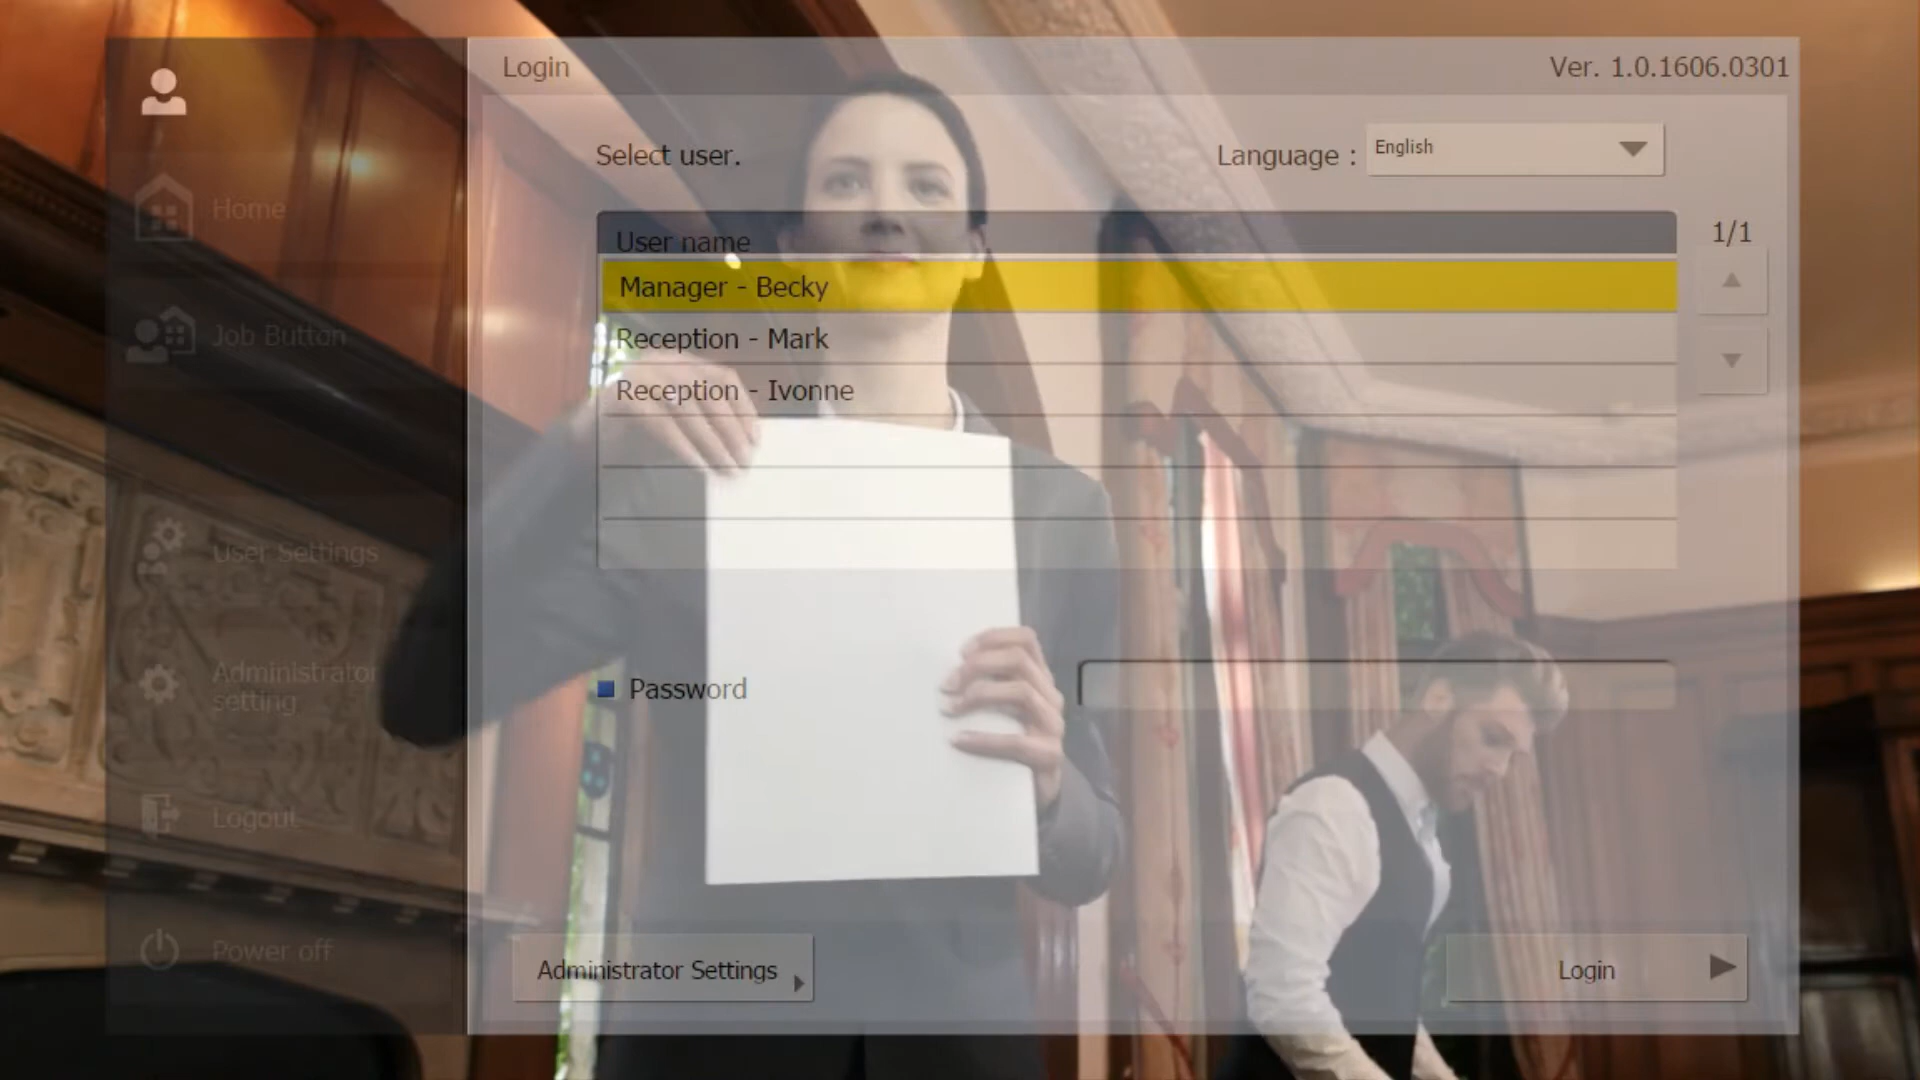 Login
Ver. 1.0.1606.0301
Select user.
Language :
English
User name
1/1
Manager - Becky
Reception - Mark
Reception - Ivonne
Password
Administrator Settings
Login
Home
Job Button
User Settings
Administrator
setting
Logout
Power off